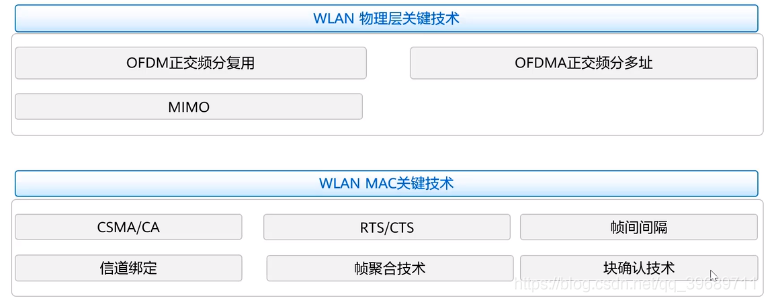 WLAN 物理层关键技术
OFDM正交频分复用 OFDMA正交频分多址
MIMO
WLAN MAC关键技术
CSMA/CA RTS/CTS 帧间间隔
信道绑定 帧聚合技术 块确认技术
https://blog.csdn.net/qq_39689711